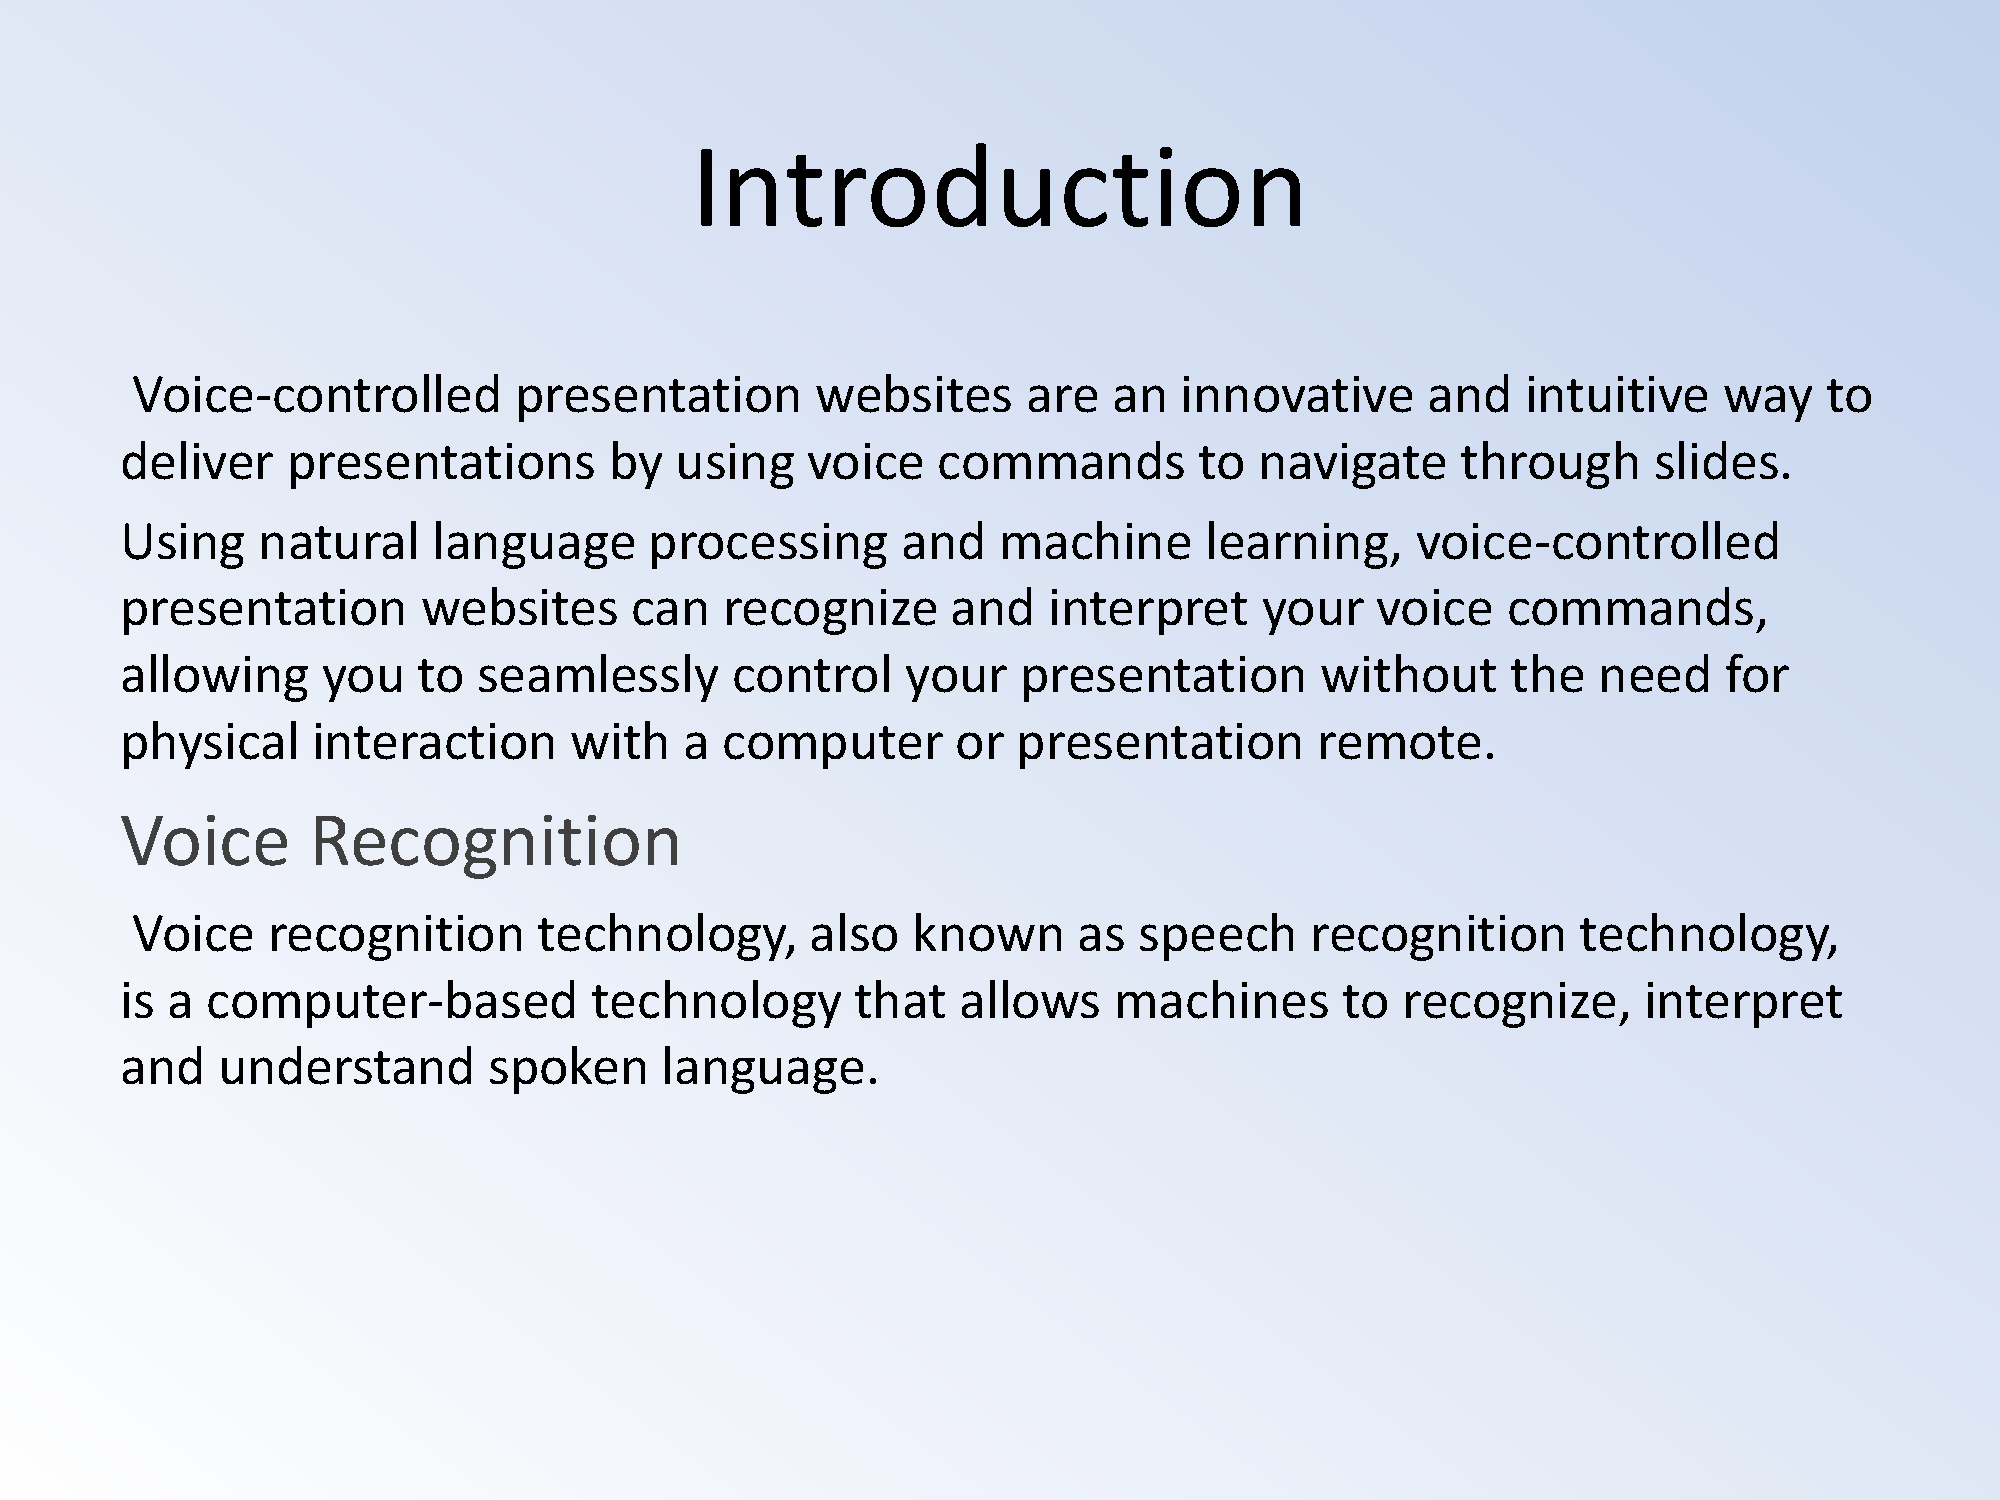 Introduction
Voice-controlled presentation websites are an innovative and intuitive way to
deliver presentations by using voice commands to navigate through slides.
Using natural language processing and machine learning, voice-controlled
presentation websites can recognize and interpret your voice commands,
allowing you to seamlessly control your presentation without the need for
physical interaction with a computer or presentation remote.
Voice Recognition
Voice recognition technology, also known as speech recognition technology,
is a computer-based technology that allows machines to recognize, interpret
and understand spoken language.